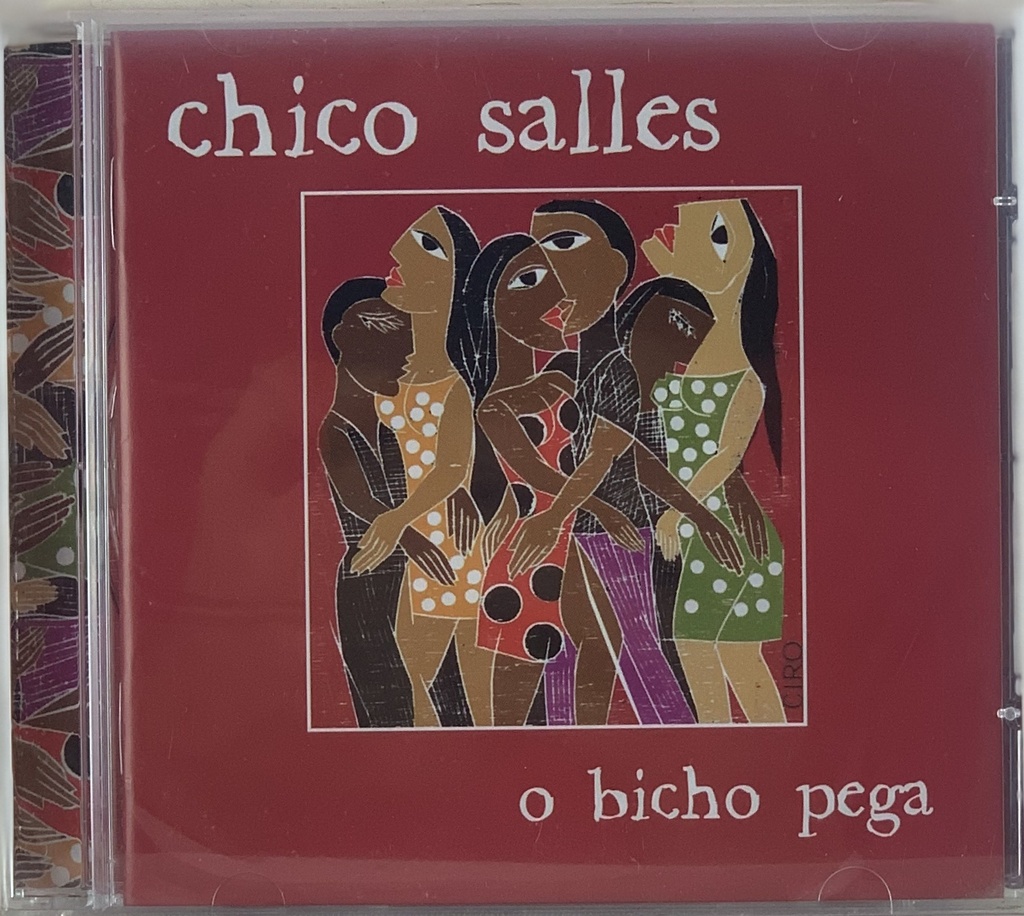 chico salles
CIRO
o bicho pega